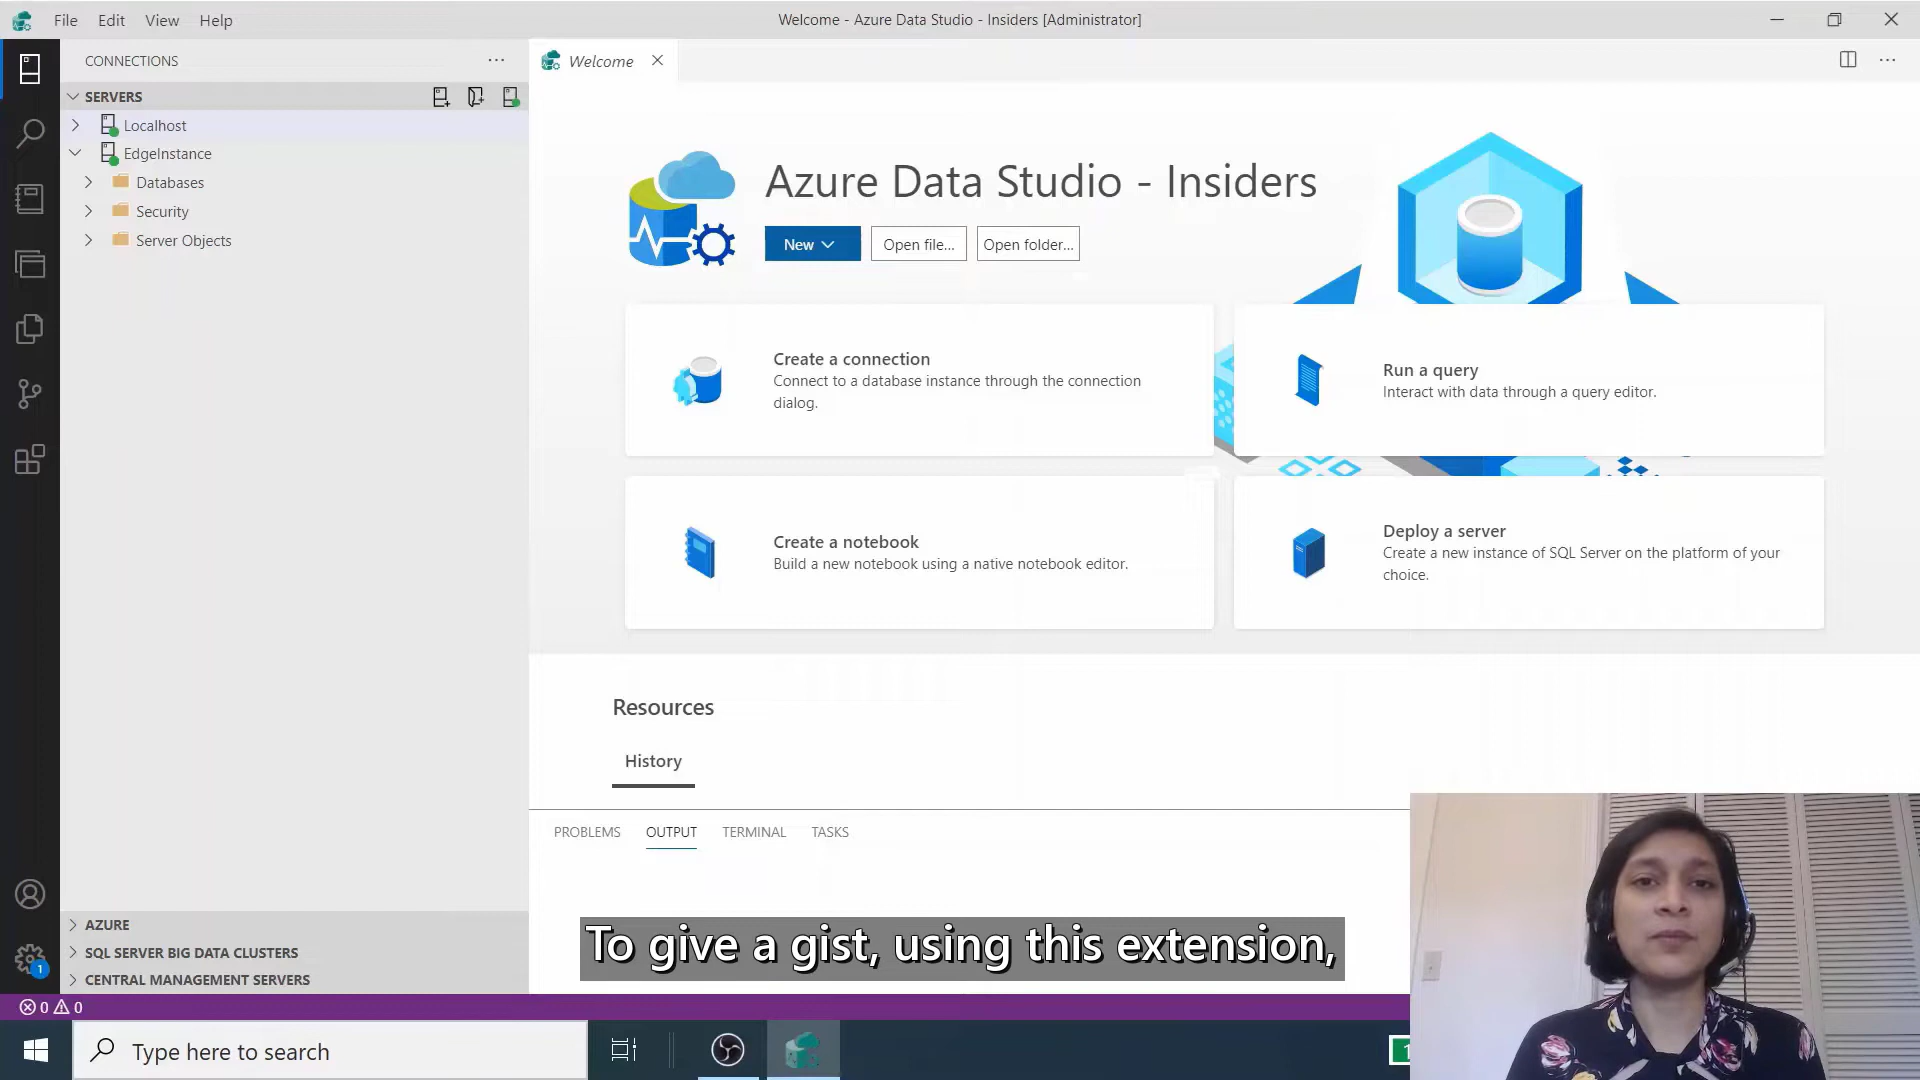 File Edit View Help
Welcome - Azure Data Studio - Insiders [Administrator]
CONNECTIONS
Welcome
SERVERS
Localhost
EdgeInstance
Databases
Security
Server Objects
Azure Data Studio - Insiders
New
Open file...
Open folder...
Create a connection
Connect to a database instance through the connection
dialog.
Run a query
Interact with data through a query editor.
Create a notebook
Build a new notebook using a native notebook editor.
Deploy a server
Create a new instance of SQL Server on the platform of your
choice.
Resources
History
PROBLEMS OUTPUT TERMINAL TASKS
AZURE
SQL SERVER BIG DATA CLUSTERS
CENTRAL MANAGEMENT SERVERS
1
To give a gist, using this extension,
0 0
Type here to search
1